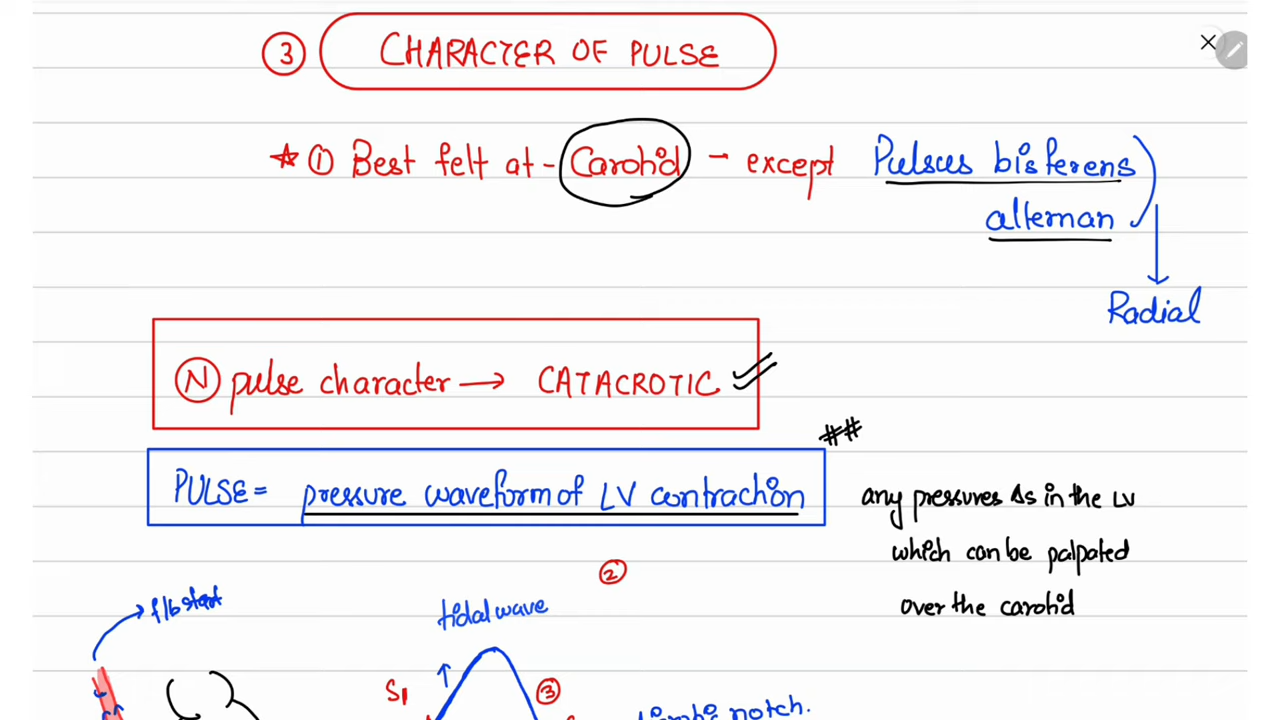 ③ CHARACTER OF PULSE
☆ ① Best felt at - Carotid - except Pulsus bisferens
alternan
Radial
Ⓝ pulse character → CATACROTIC
##
PULSE = pressure waveform of LV contraction
any pressures Δs in the LV
which can be palpated
over the carotid
②
→ f/b start
tidal wave
↑
S1
③
notch.